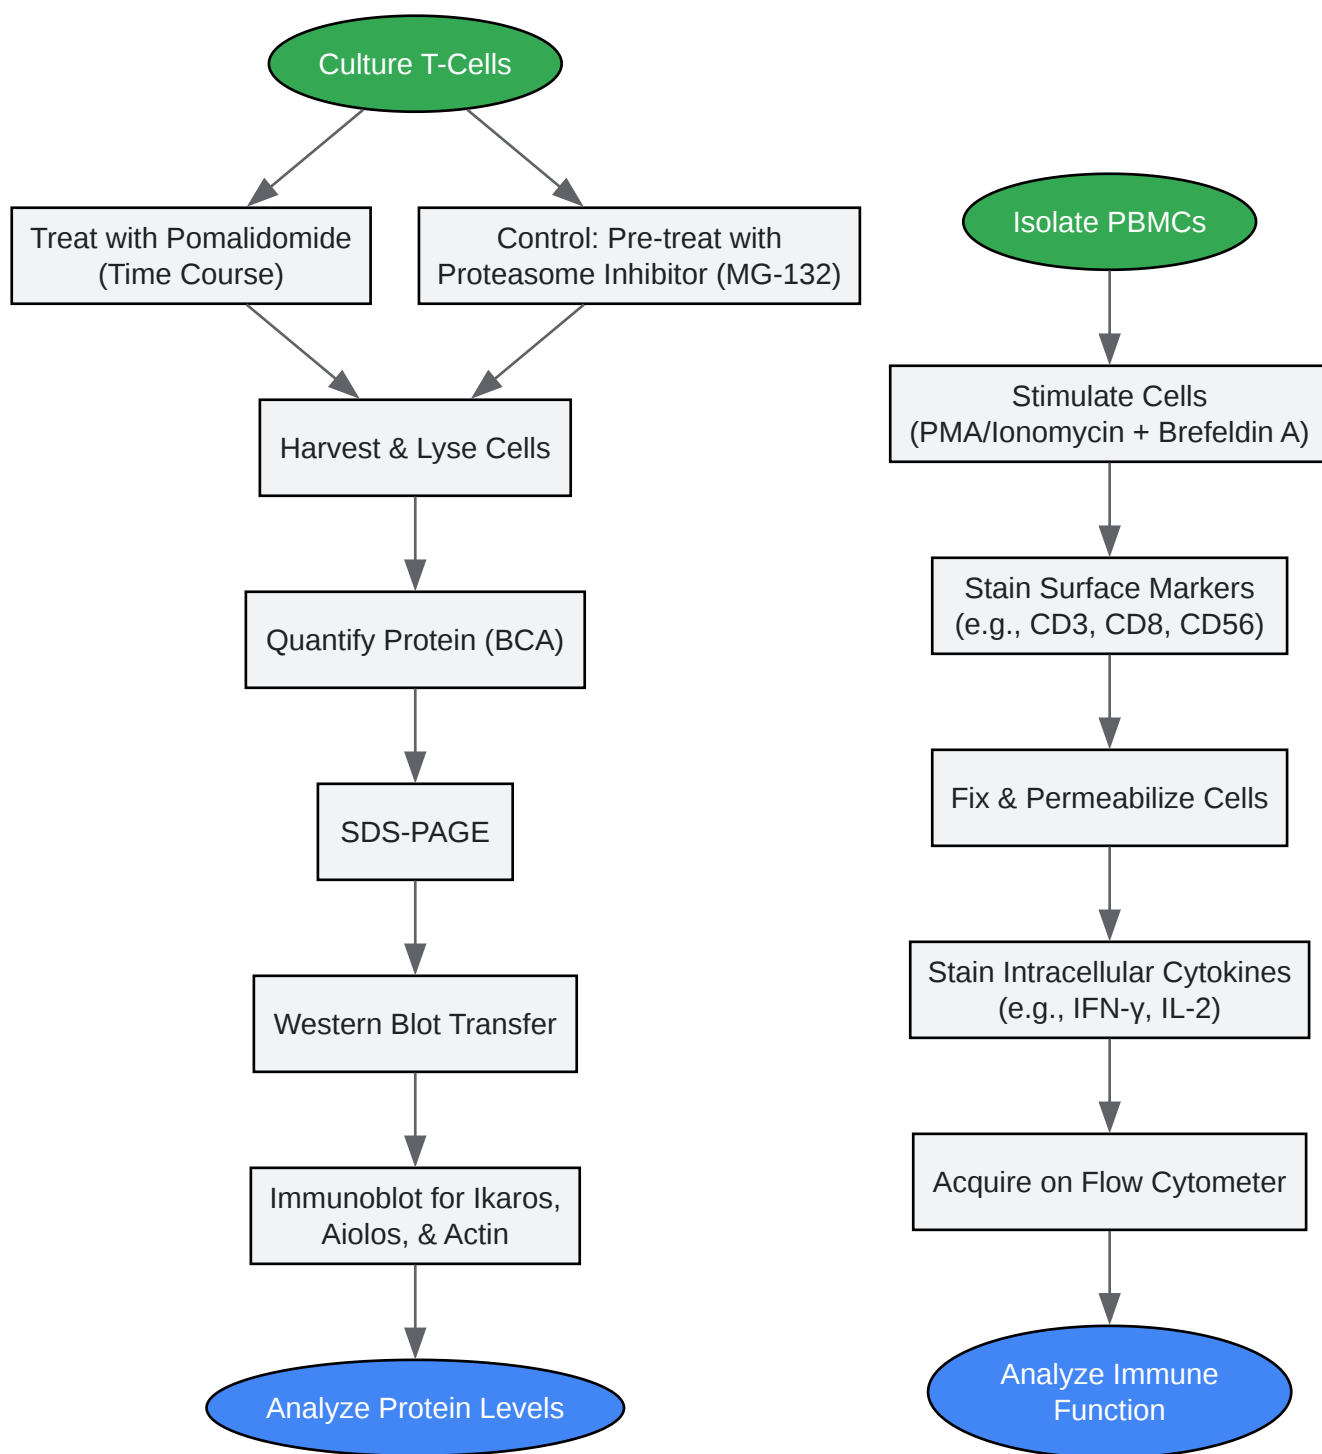 Culture T-Cells
Treat with Pomalidomide
(Time Course)
Control: Pre-treat with
Proteasome Inhibitor (MG-132)
Harvest & Lyse Cells
Quantify Protein (BCA)
SDS-PAGE
Western Blot Transfer
Immunoblot for Ikaros,
Aiolos, & Actin
Analyze Protein Levels
Isolate PBMCs
Stimulate Cells
(PMA/Ionomycin + Brefeldin A)
Stain Surface Markers
(e.g., CD3, CD8, CD56)
Fix & Permeabilize Cells
Stain Intracellular Cytokines
(e.g., IFN-γ, IL-2)
Acquire on Flow Cytometer
Analyze Immune
Function